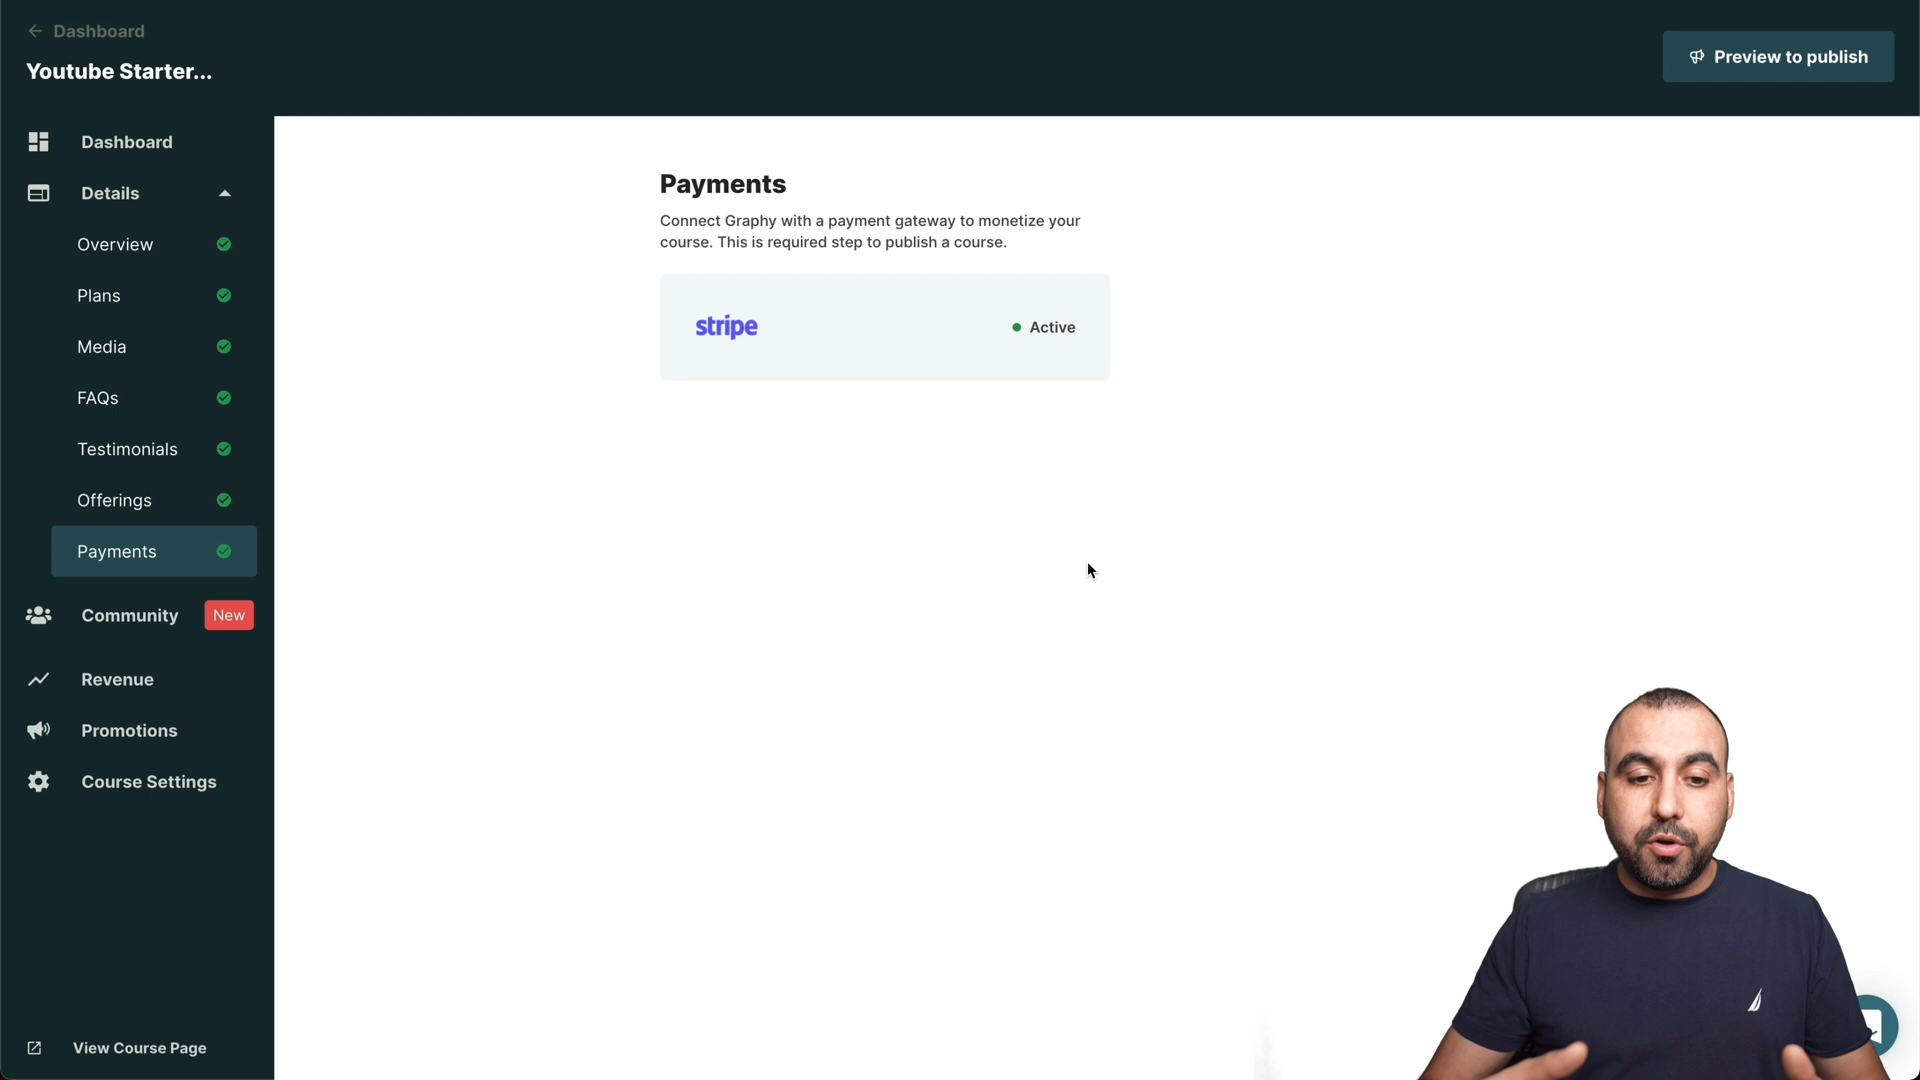 Dashboard
Youtube Starter...
Preview to publish
Dashboard
Details
Overview
Plans
Media
FAQs
Testimonials
Offerings
Payments
Community New
Revenue
Promotions
Course Settings
View Course Page
Payments
Connect Graphy with a payment gateway to monetize your
course. This is required step to publish a course.
stripe
Active